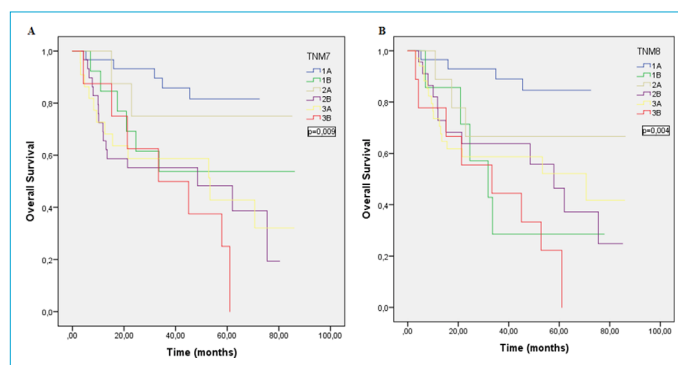 A
TNM7
1A
1B
2A
2B
3A
3B
p=0,009
Overall Survival
1,0
0,8
0,6
0,4
0,2
0,0
,00
20,00
40,00
60,00
80,00
100,00
Time (months)
B
TNM8
1A
1B
2A
2B
3A
3B
p=0,004
Overall Survival
1,0
0,8
0,6
0,4
0,2
0,0
,00
20,00
40,00
60,00
80,00
100,00
Time (months)